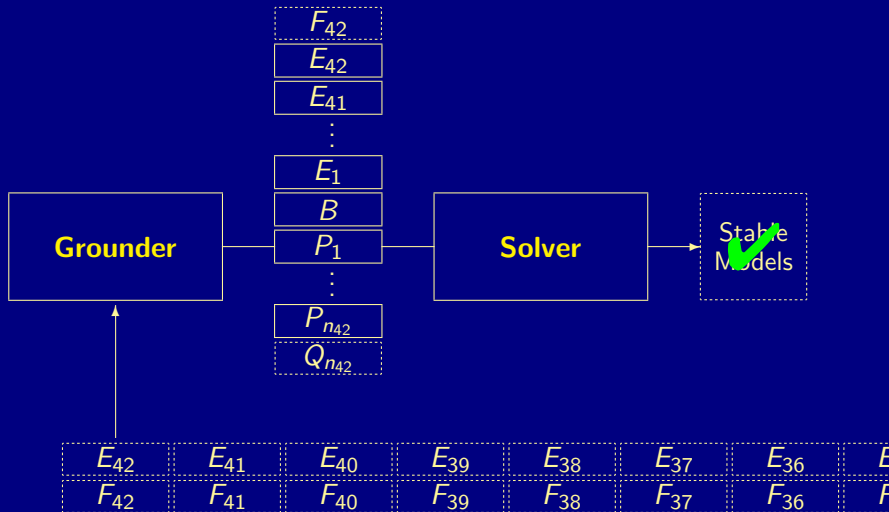 F₄₂
E₄₂
E₄₁
⋮
E₁
B
P₁
⋮
Pₙ₄₂
Qₙ₄₂
Grounder
Solver
Stable
Models
E₄₂ E₄₁ E₄₀ E₃₉ E₃₈ E₃₇ E₃₆ E
F₄₂ F₄₁ F₄₀ F₃₉ F₃₈ F₃₇ F₃₆ F